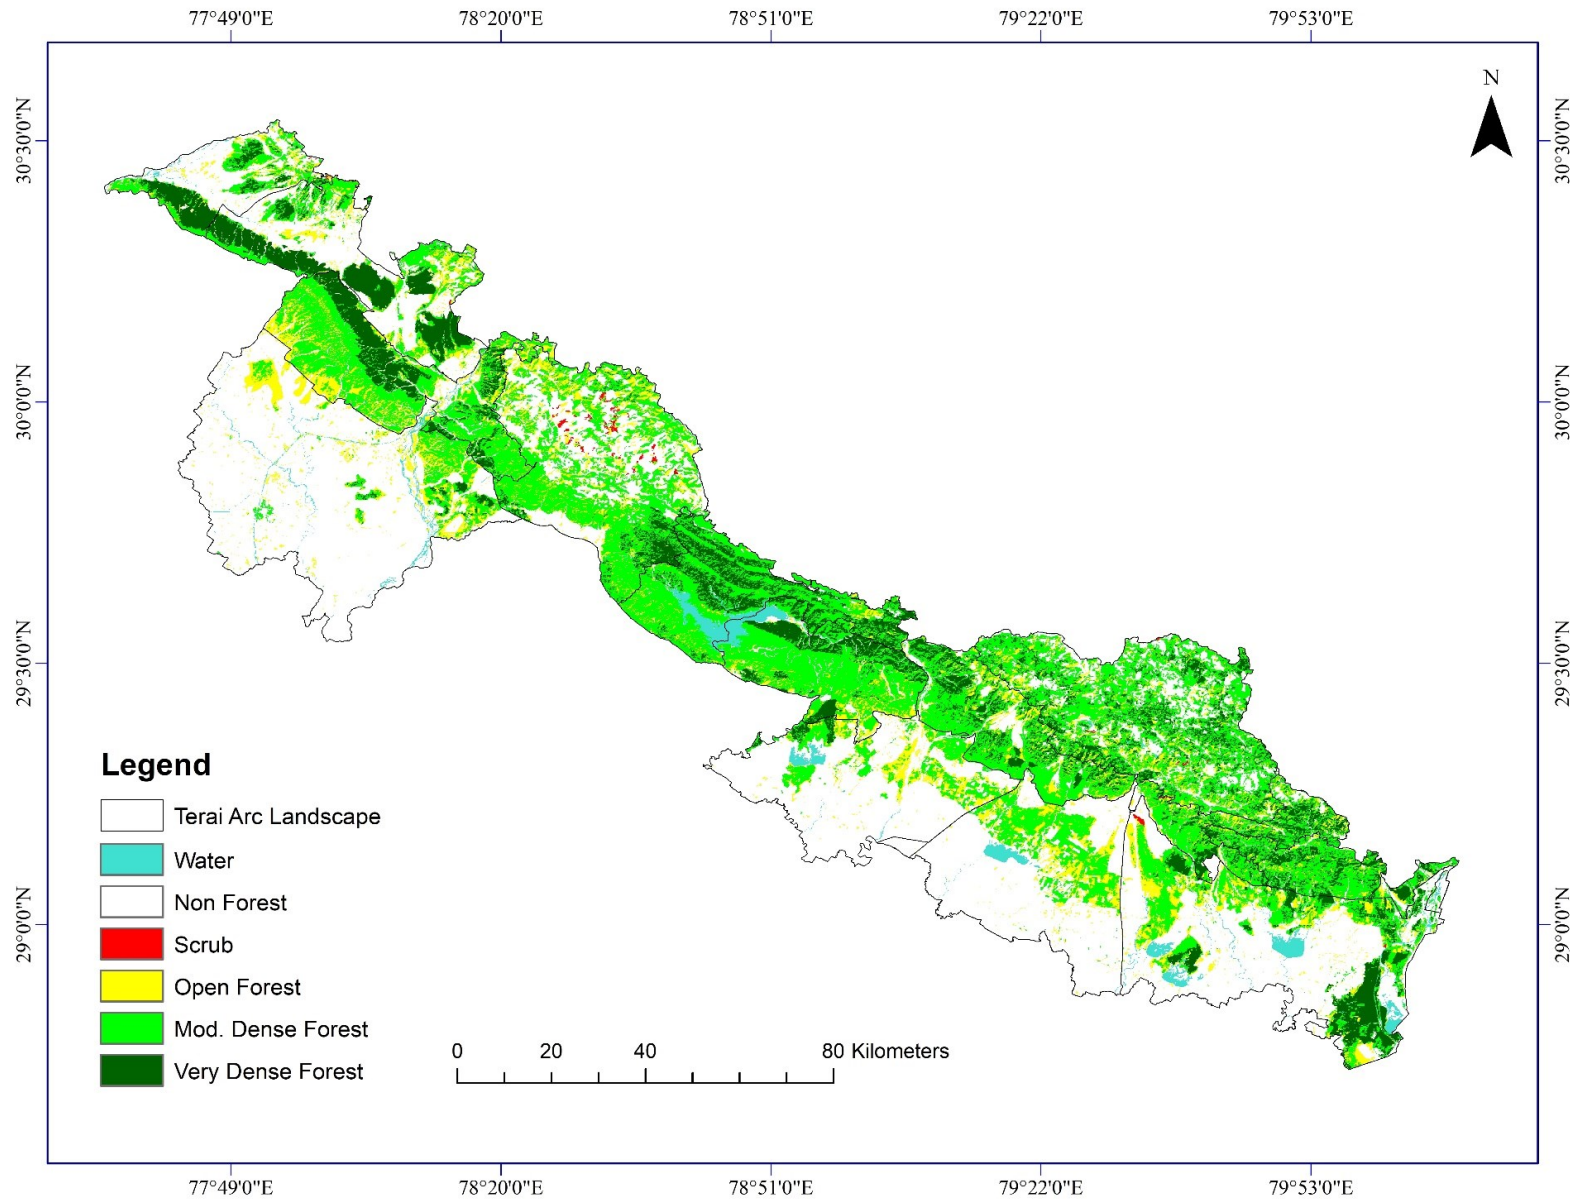 77°49'0"E 78°20'0"E 78°51'0"E 79°22'0"E 79°53'0"E
N
30°30'0"N 30°30'0"N
30°0'0"N 30°0'0"N
29°30'0"N 29°30'0"N
29°0'0"N 29°0'0"N
Legend
Terai Arc Landscape
Water
Non Forest
Scrub
Open Forest
Mod. Dense Forest
Very Dense Forest
0 20 40 80 Kilometers
77°49'0"E 78°20'0"E 78°51'0"E 79°22'0"E 79°53'0"E